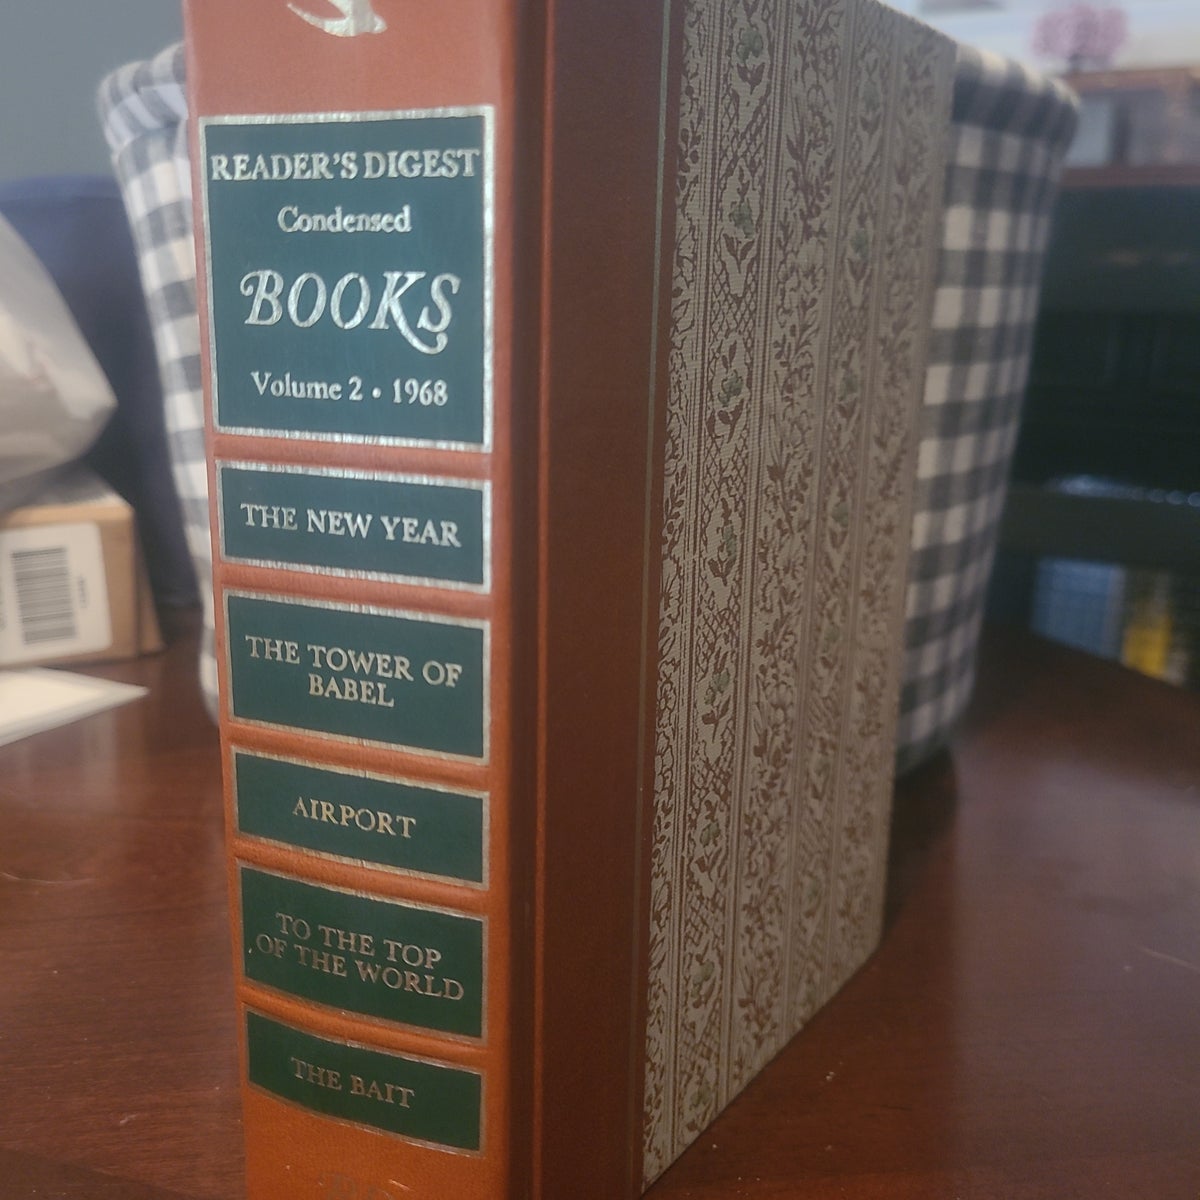 READER'S DIGEST
Condensed
BOOKS
Volume 2 • 1968
THE NEW YEAR
THE TOWER OF
BABEL
AIRPORT
TO THE TOP
OF THE WORLD
THE BAIT